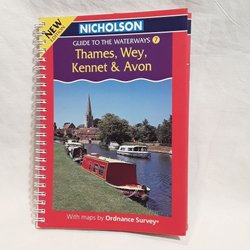 NEW
NICHOLSON
GUIDE TO THE WATERWAYS 7
Thames, Wey,
Kennet & Avon
With maps by Ordnance Survey®